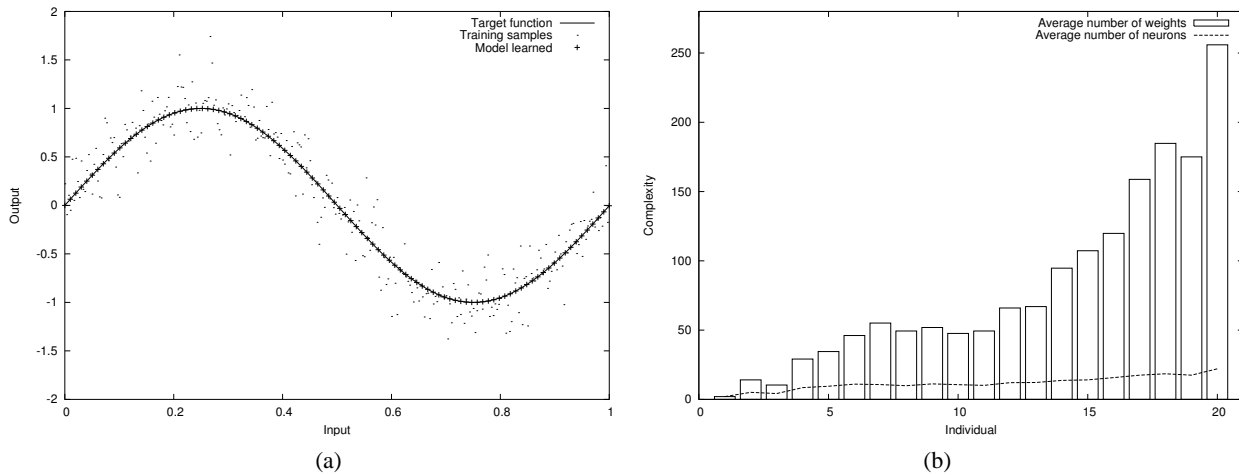 2
1.5
1
0.5
0
-0.5
-1
-1.5
-2
Output
0
0.2
0.4
0.6
0.8
1
Input
Target function
Training samples
Model learned
(a)
250
200
150
100
50
0
Complexity
0
5
10
15
20
Individual
Average number of weights
Average number of neurons
(b)